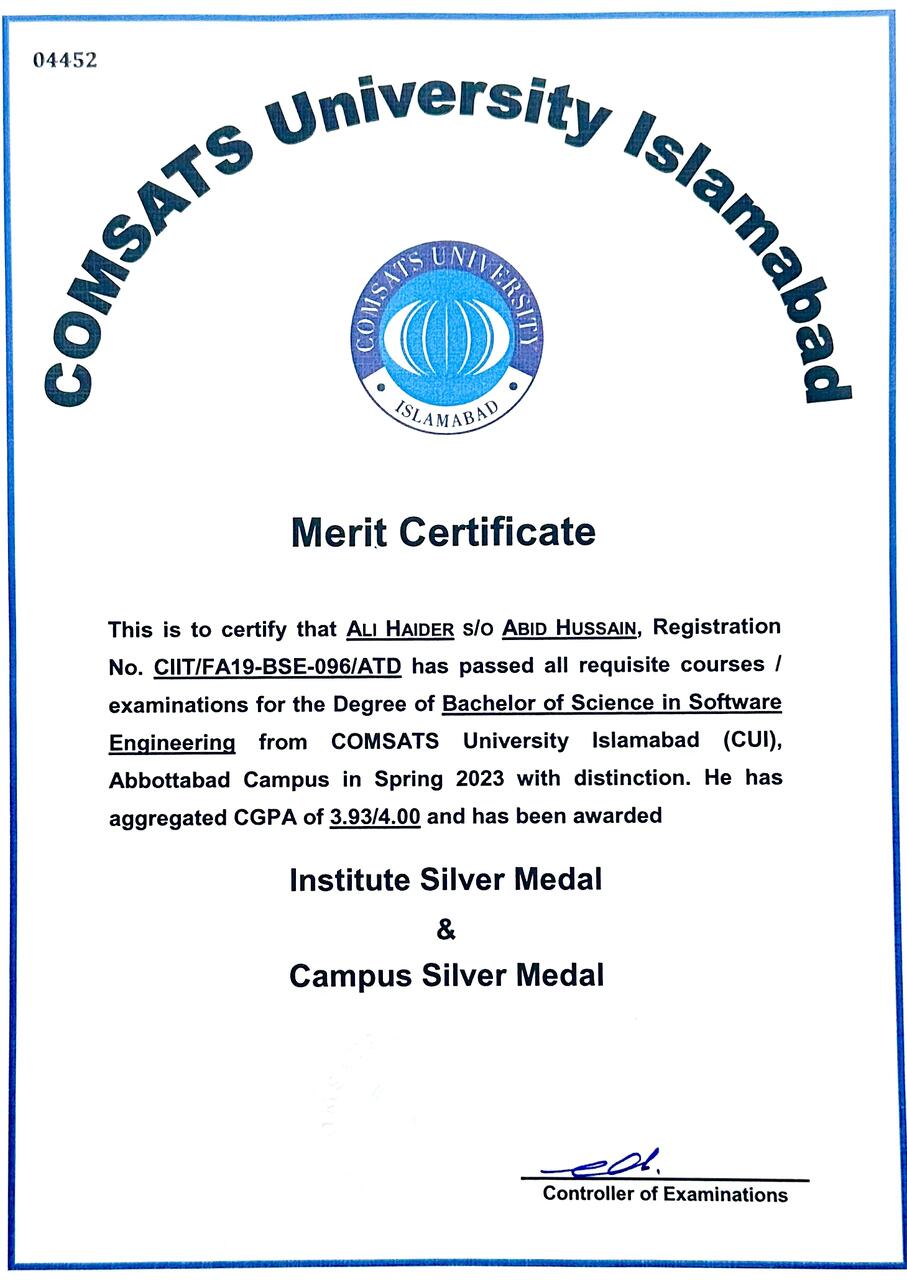 04452
COMSATS University Islamabad
COMSATS UNIVERSITY
ISLAMABAD
Merit Certificate
This is to certify that ALI HAIDER S/O ABID HUSSAIN, Registration
No. CIIT/FA19-BSE-096/ATD has passed all requisite courses /
examinations for the Degree of Bachelor of Science in Software
Engineering from COMSATS University Islamabad (CUI),
Abbottabad Campus in Spring 2023 with distinction. He has
aggregated CGPA of 3.93/4.00 and has been awarded
Institute Silver Medal
&
Campus Silver Medal
Controller of Examinations